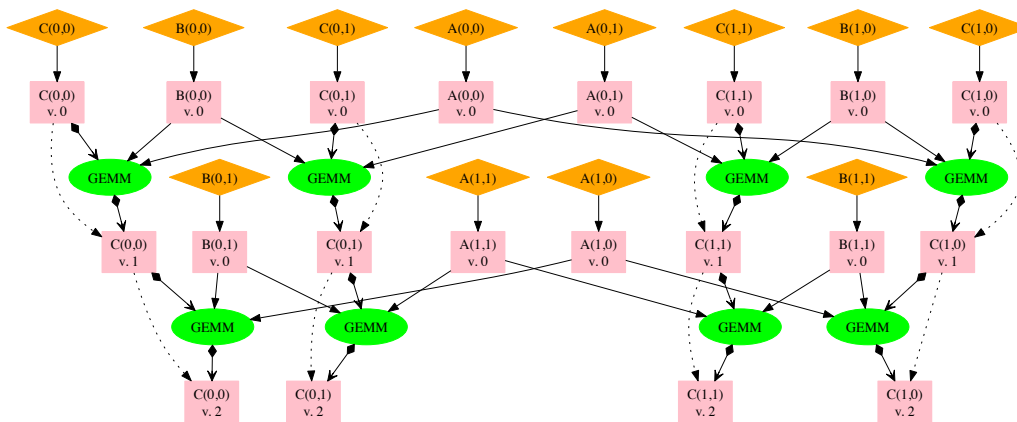 C(0,0)
B(0,0)
C(0,1)
A(0,0)
A(0,1)
C(1,1)
B(1,0)
C(1,0)
C(0,0)
v. 0
B(0,0)
v. 0
C(0,1)
v. 0
A(0,0)
v. 0
A(0,1)
v. 0
C(1,1)
v. 0
B(1,0)
v. 0
C(1,0)
v. 0
GEMM
B(0,1)
GEMM
A(1,1)
A(1,0)
GEMM
B(1,1)
GEMM
C(0,0)
v. 1
B(0,1)
v. 0
C(0,1)
v. 1
A(1,1)
v. 0
A(1,0)
v. 0
C(1,1)
v. 1
B(1,1)
v. 0
C(1,0)
v. 1
GEMM
GEMM
GEMM
GEMM
C(0,0)
v. 2
C(0,1)
v. 2
C(1,1)
v. 2
C(1,0)
v. 2